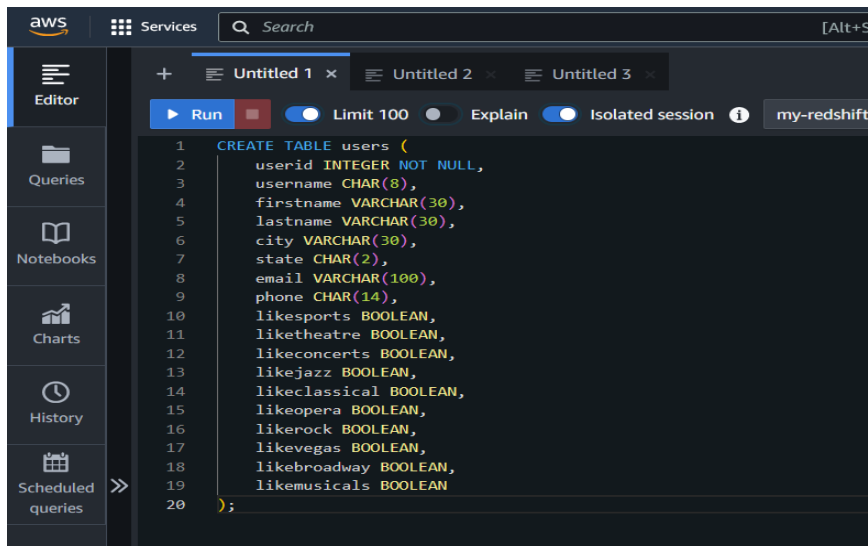 aws Services Search [Alt+S
Editor
Queries
Notebooks
Charts
History
Scheduled queries
+ Untitled 1 × Untitled 2 × Untitled 3 ×
Run Limit 100 Explain Isolated session i my-redshift
1 CREATE TABLE users (
2 userid INTEGER NOT NULL,
3 username CHAR(8),
4 firstname VARCHAR(30),
5 lastname VARCHAR(30),
6 city VARCHAR(30),
7 state CHAR(2),
8 email VARCHAR(100),
9 phone CHAR(14),
10 likesports BOOLEAN,
11 liketheatre BOOLEAN,
12 likeconcerts BOOLEAN,
13 likejazz BOOLEAN,
14 likeclassical BOOLEAN,
15 likeopera BOOLEAN,
16 likerock BOOLEAN,
17 likevegas BOOLEAN,
18 likebroadway BOOLEAN,
19 likemusicals BOOLEAN
20 );